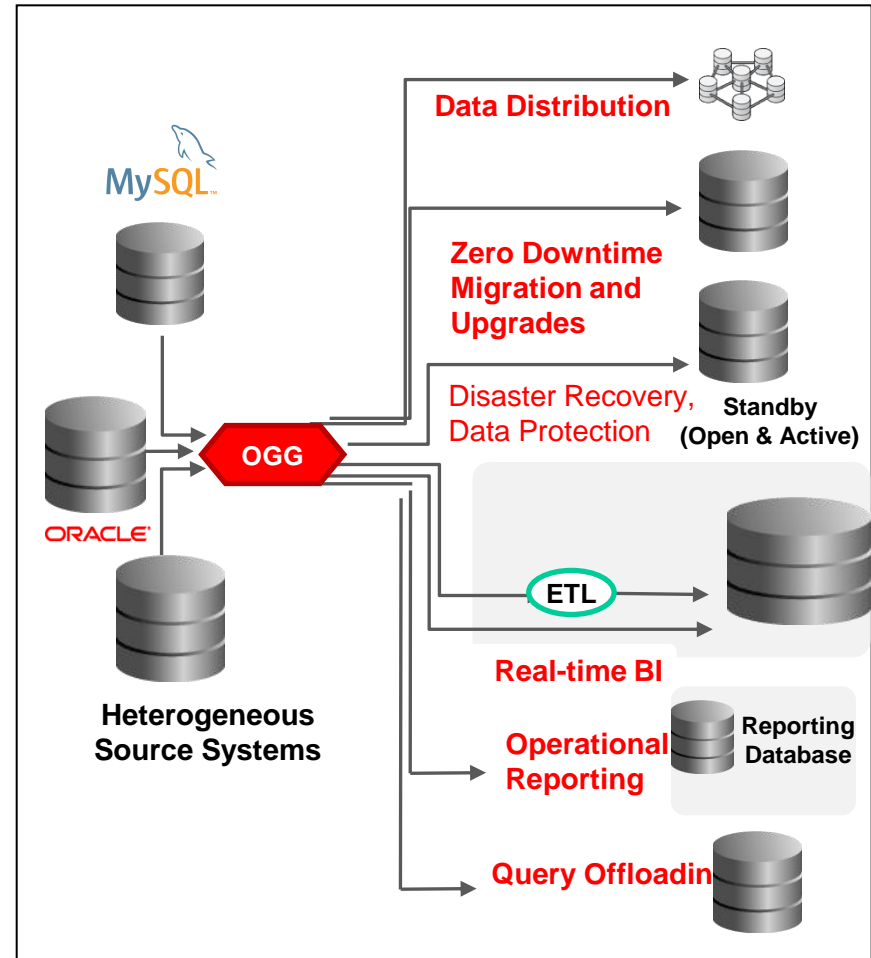 Data Distribution
MySQL™
Zero Downtime
Migration and
Upgrades
Disaster Recovery,
Data Protection
Standby
(Open & Active)
OGG
ORACLE®
ETL
Real-time BI
Heterogeneous
Source Systems
Operational
Reporting
Reporting
Database
Query Offloadin